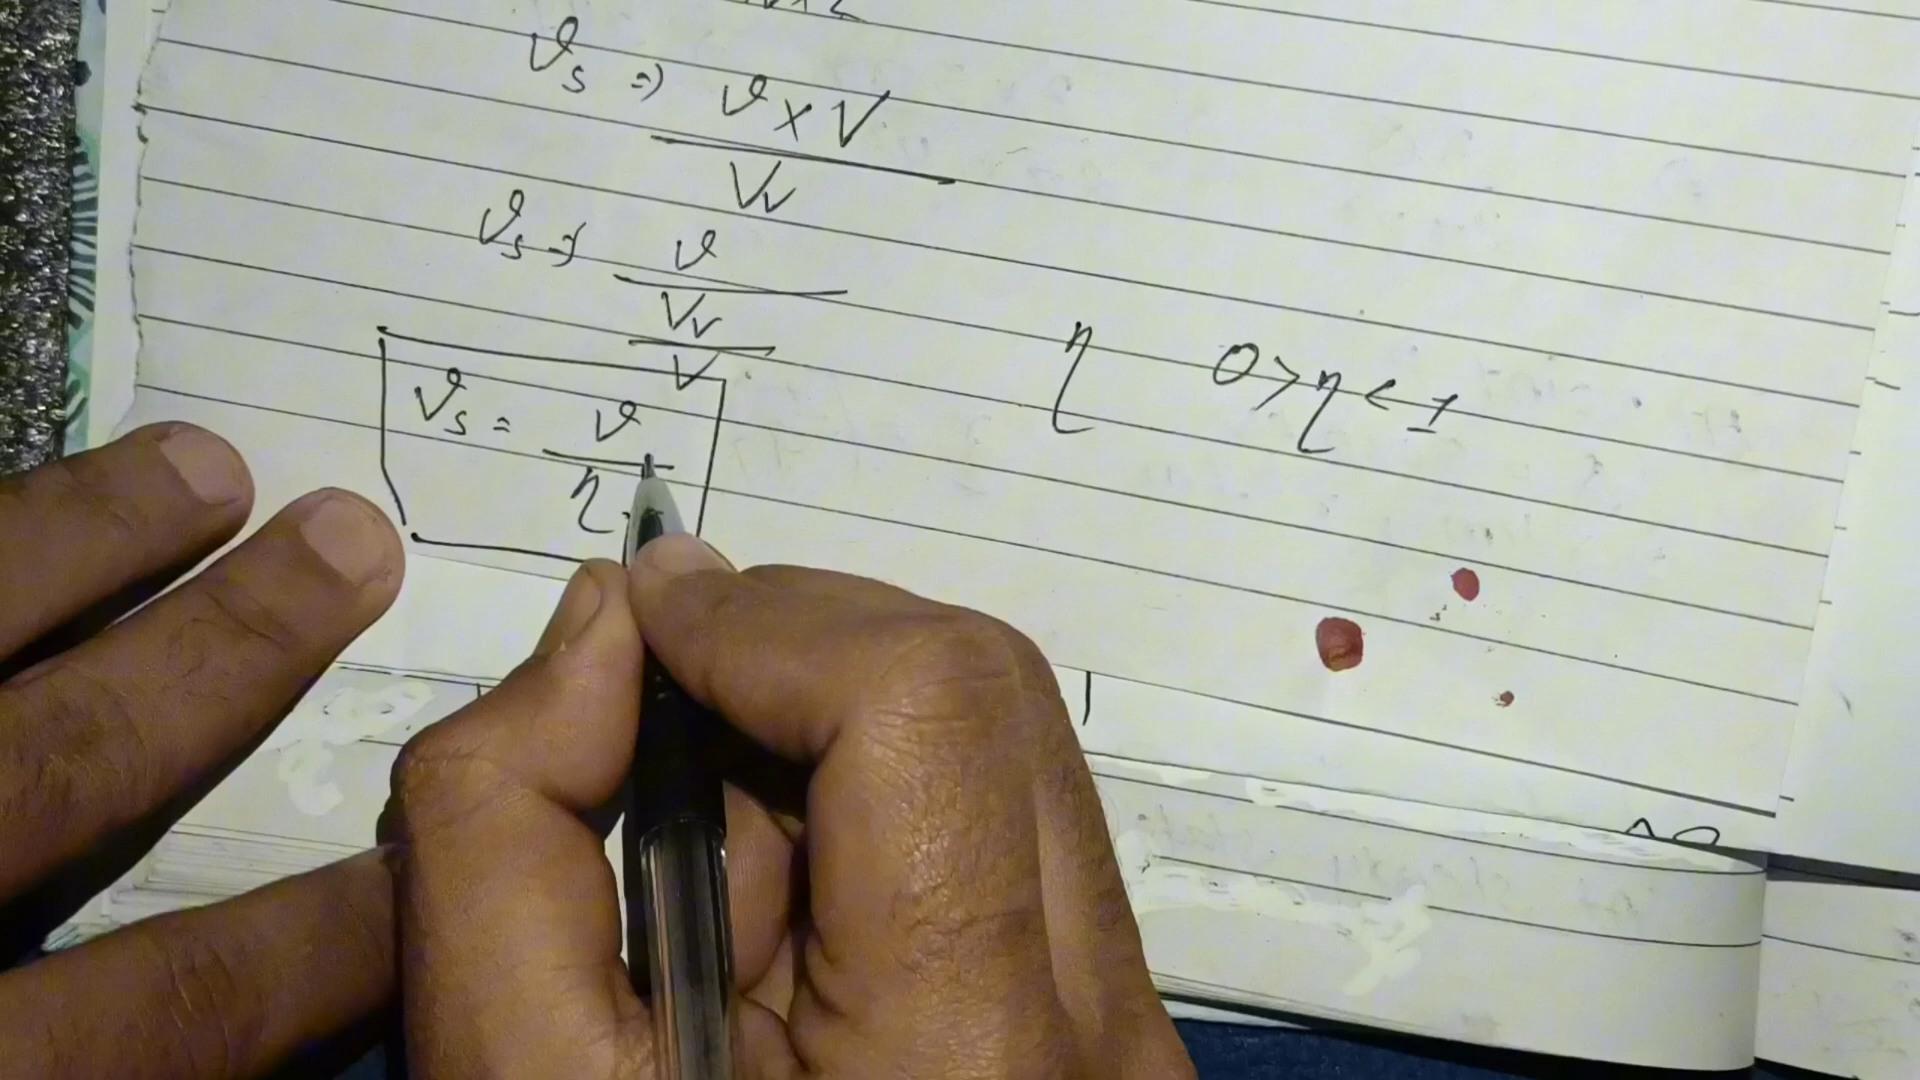 ϑs => ϑ × V
Vv
ϑs => ϑ
Vv
V
ϑs = ϑ
η
η 0 > η < 1